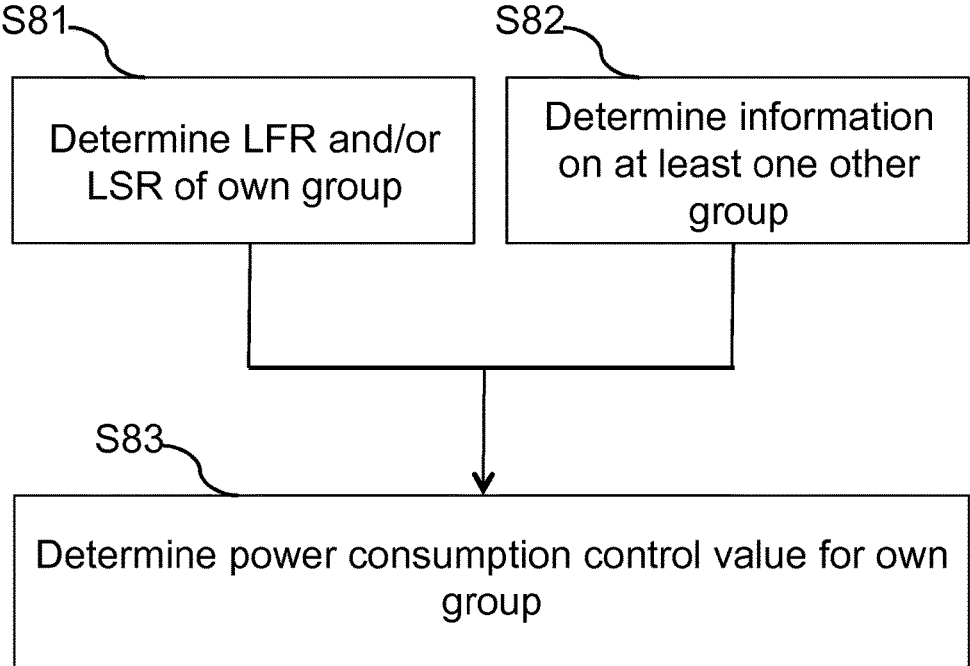 S81
Determine LFR and/or
LSR of own group
S82
Determine information
on at least one other
group
S83
Determine power consumption control value for own
group